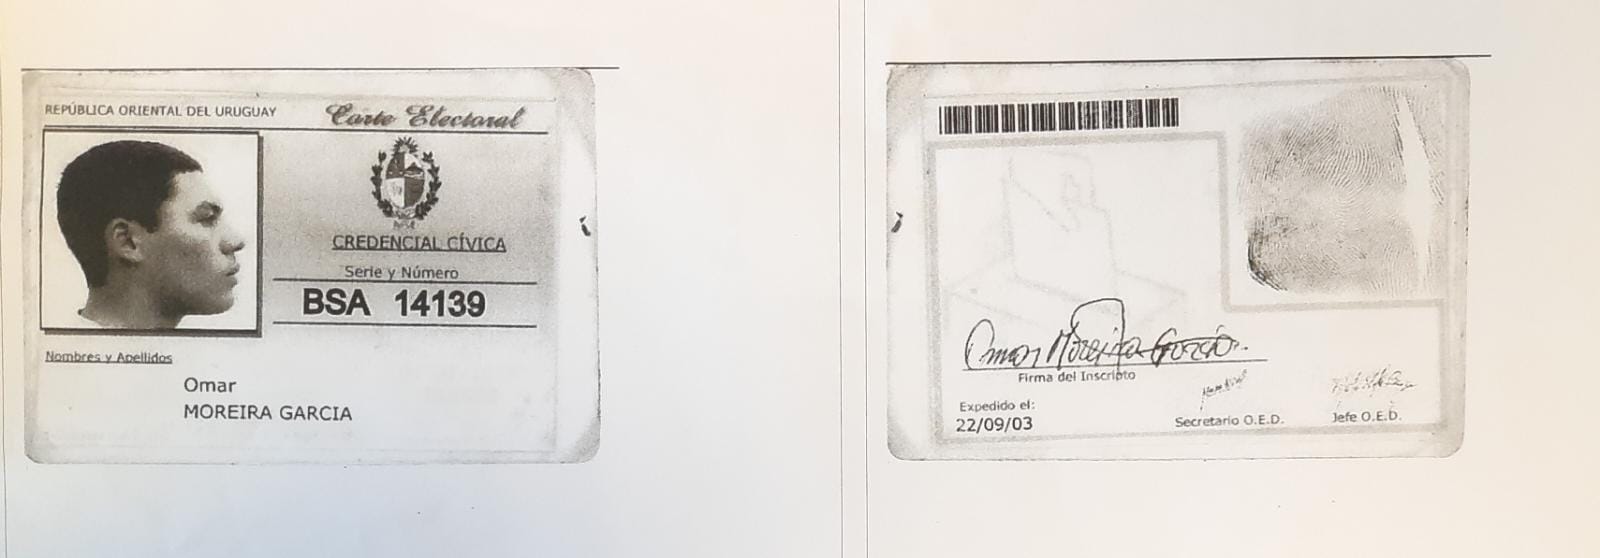 REPÚBLICA ORIENTAL DEL URUGUAY
Corte Electoral
CREDENCIAL CÍVICA
Serie y Número
BSA 14139
Nombres y Apellidos
Omar
MOREIRA GARCIA
Omar Moreira García
Firma del Inscripto
Expedido el:
22/09/03
Secretario O.E.D.
Jefe O.E.D.